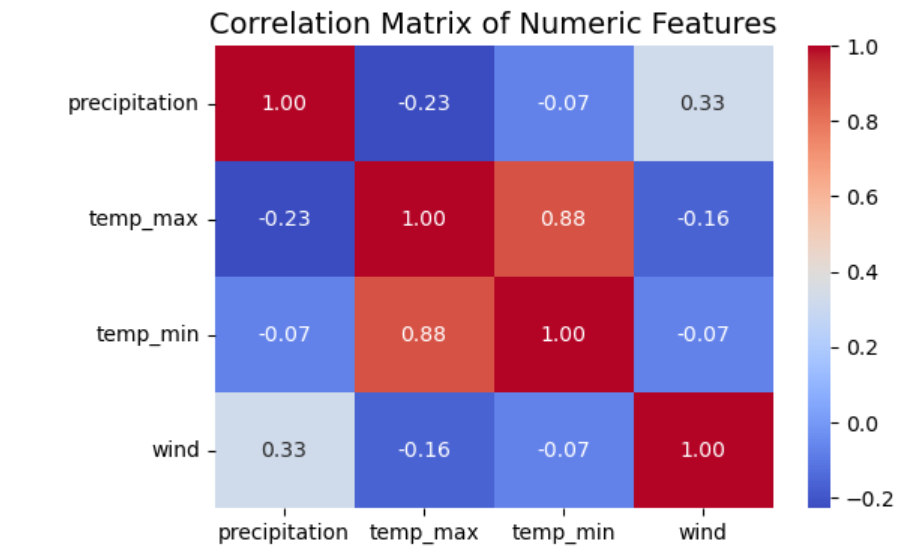 Correlation Matrix of Numeric Features
precipitation 1.00 -0.23 -0.07 0.33
temp_max -0.23 1.00 0.88 -0.16
temp_min -0.07 0.88 1.00 -0.07
wind 0.33 -0.16 -0.07 1.00
precipitation temp_max temp_min wind
1.0
0.8
0.6
0.4
0.2
0.0
−0.2